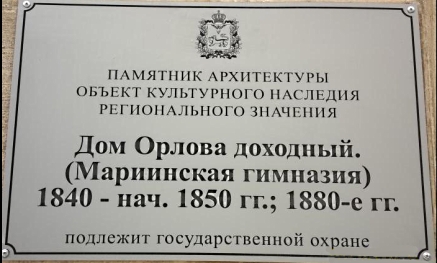 ПАМЯТНИК АРХИТЕКТУРЫ
ОБЪЕКТ КУЛЬТУРНОГО НАСЛЕДИЯ
РЕГИОНАЛЬНОГО ЗНАЧЕНИЯ
Дом Орлова доходный.
(Мариинская гимназия)
1840 - нач. 1850 гг.; 1880-е гг.
подлежит государственной охране